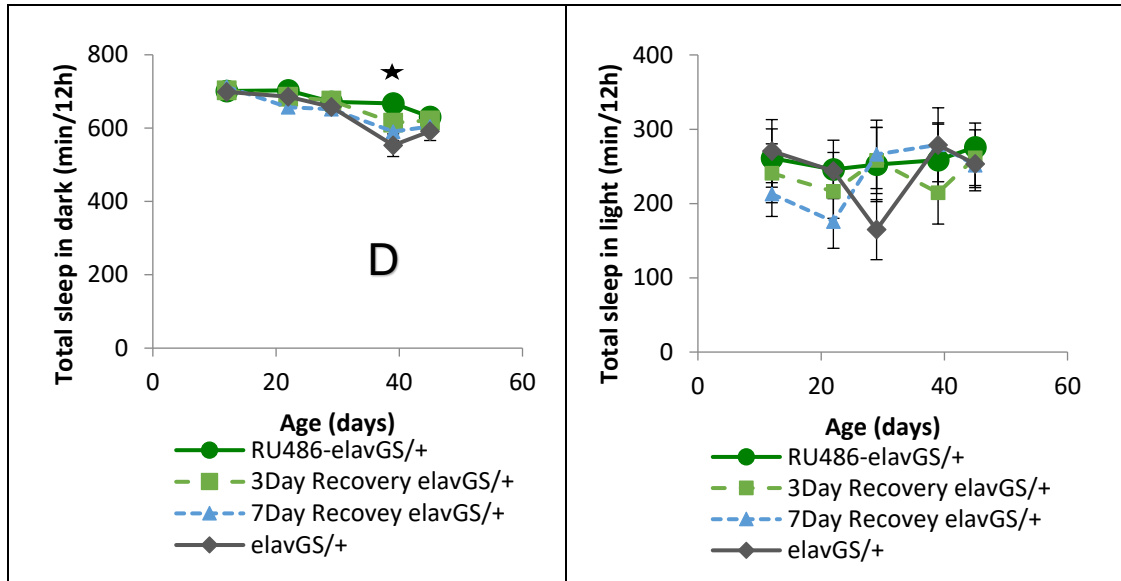 Total sleep in dark (min/12h)
800
600
400
200
0
D
0 20 40 60
Age (days)
RU486-elavGS/+
3Day Recovery elavGS/+
7Day Recovey elavGS/+
elavGS/+
Total sleep in light (min/12h)
400
300
200
100
0
0 20 40 60
Age (days)
RU486-elavGS/+
3Day Recovery elavGS/+
7Day Recovey elavGS/+
elavGS/+